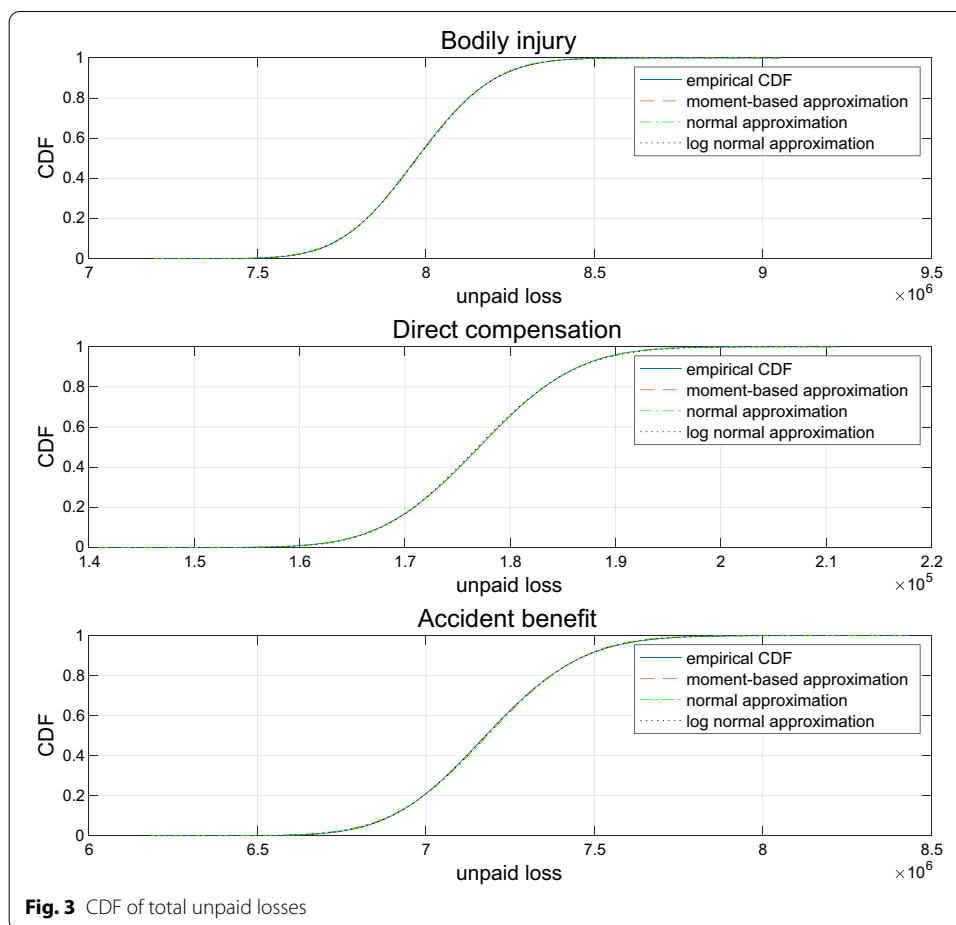 Bodily injury
1
0.8
0.6
0.4
0.2
0
CDF
empirical CDF
moment-based approximation
normal approximation
log normal approximation
7 7.5 8 8.5 9 9.5
unpaid loss
×10^6
Direct compensation
1
0.8
0.6
0.4
0.2
0
CDF
empirical CDF
moment-based approximation
normal approximation
log normal approximation
1.4 1.5 1.6 1.7 1.8 1.9 2 2.1 2.2
unpaid loss
×10^5
Accident benefit
1
0.8
0.6
0.4
0.2
0
CDF
empirical CDF
moment-based approximation
normal approximation
log normal approximation
6 6.5 7 7.5 8 8.5
unpaid loss
×10^6
Fig. 3 CDF of total unpaid losses